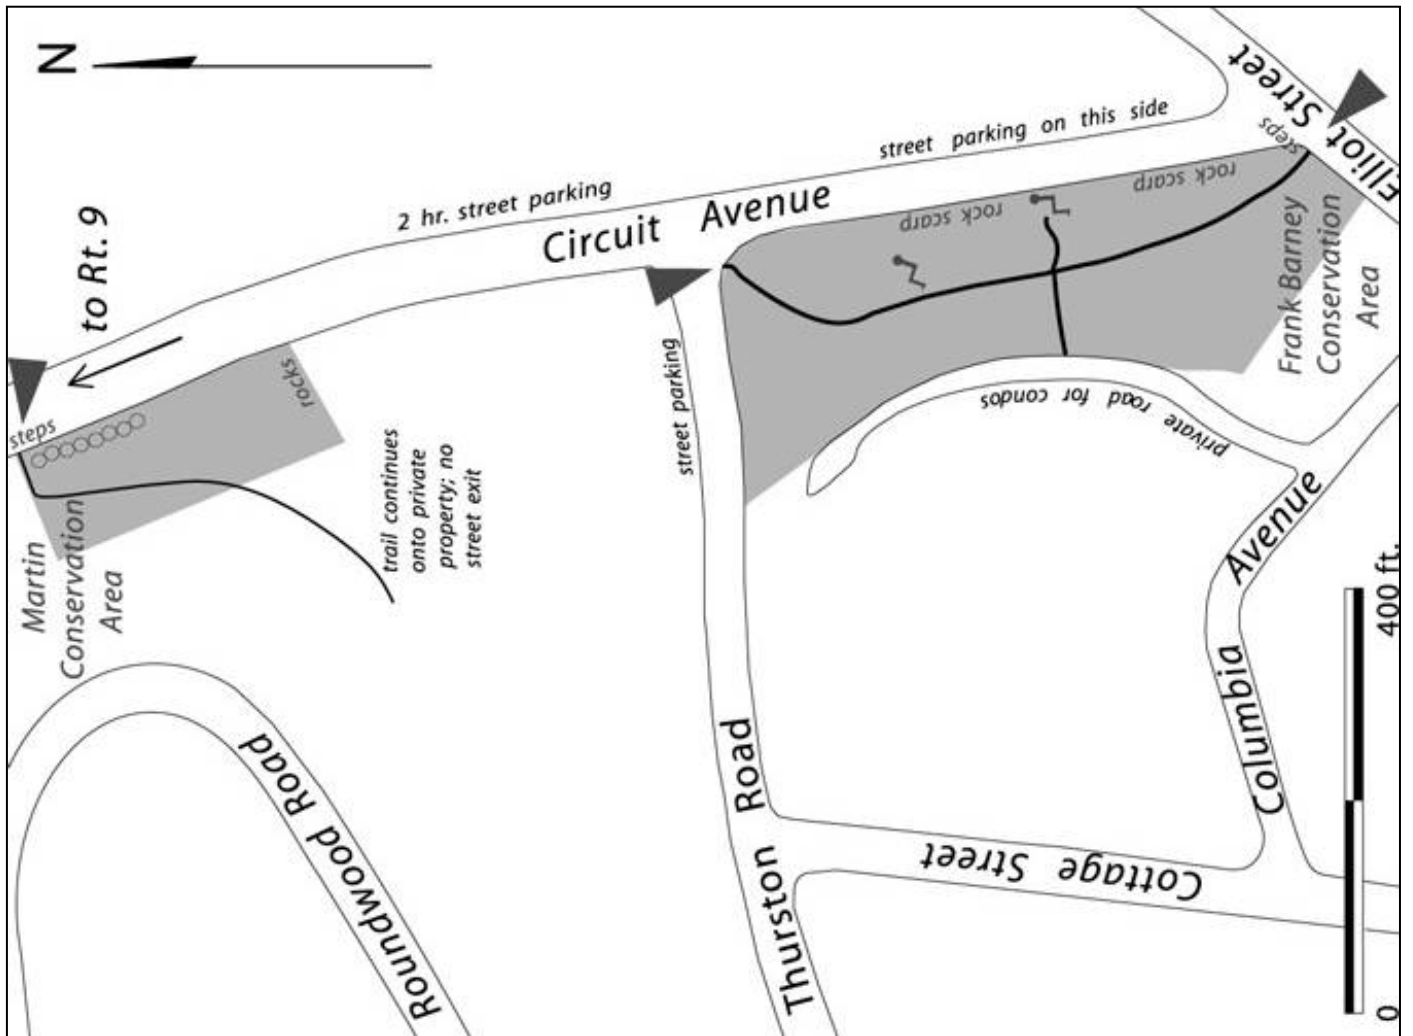 N
to Rt. 9
2 hr. street parking
Circuit Avenue
street parking on this side
Elliot Street
steps
rock scarp
rock scarp
Frank Barney
Conservation
Area
steps
rocks
Martin
Conservation
Area
trail continues
onto private
property; no
street exit
street parking
private road for condos
Columbia Avenue
Thurston Road
Cottage Street
Roundwood Road
0
400 ft.